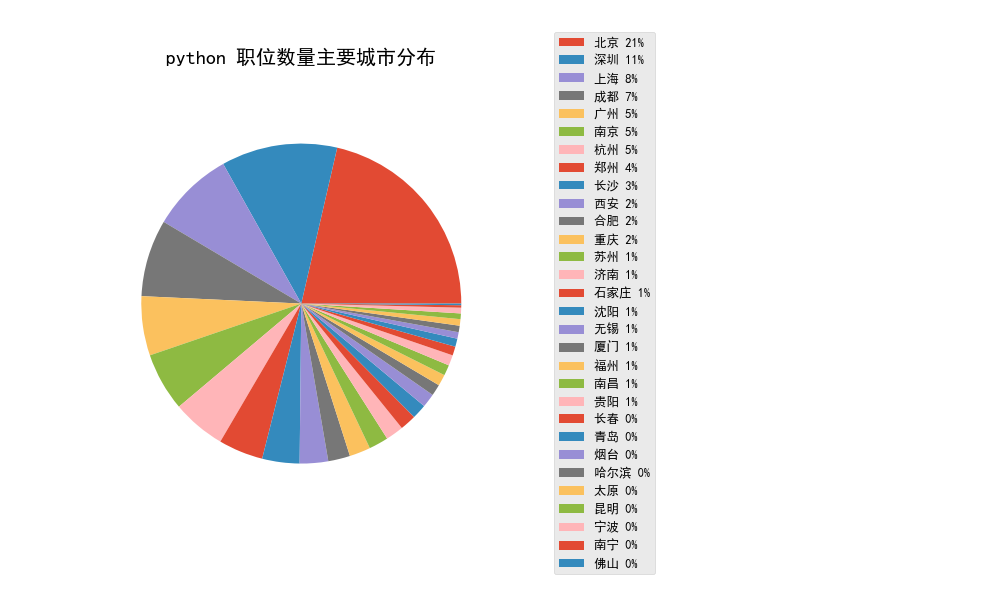 python 职位数量主要城市分布
北京 21%
深圳 11%
上海 8%
成都 7%
广州 5%
南京 5%
杭州 5%
郑州 4%
长沙 3%
西安 2%
合肥 2%
重庆 2%
苏州 1%
济南 1%
石家庄 1%
沈阳 1%
无锡 1%
厦门 1%
福州 1%
南昌 1%
贵阳 1%
长春 0%
青岛 0%
烟台 0%
哈尔滨 0%
太原 0%
昆明 0%
宁波 0%
南宁 0%
佛山 0%